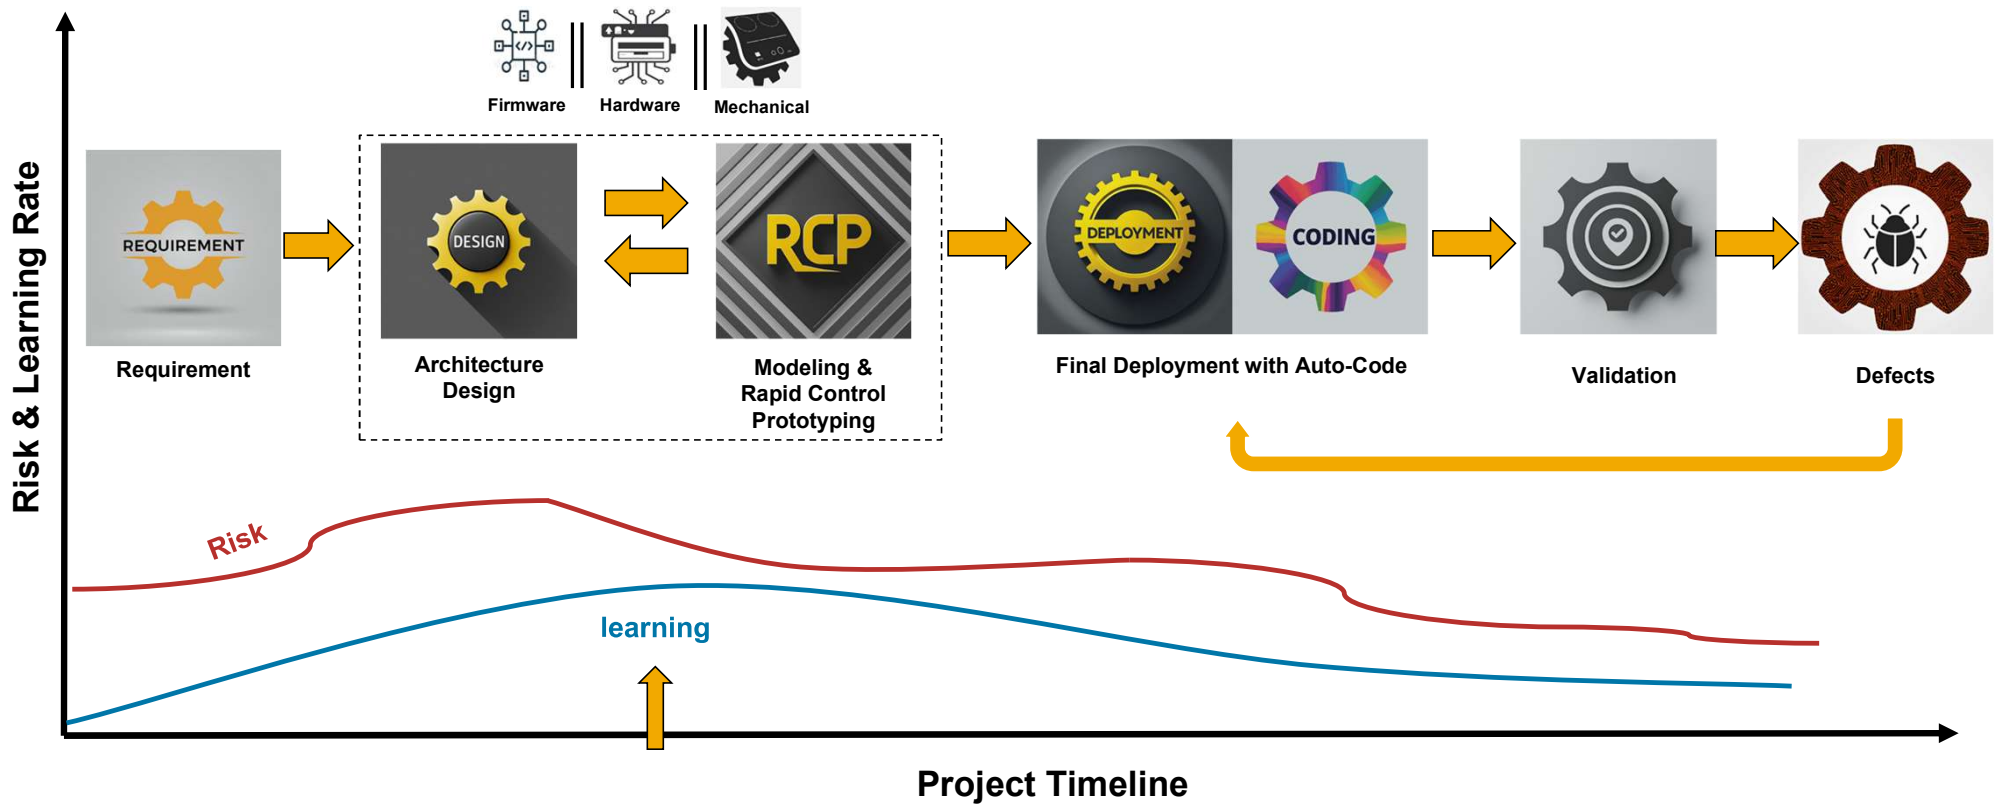 Firmware
Hardware
Mechanical
REQUIREMENT
DESIGN
RCP
DEPLOYMENT
CODING
Requirement
Architecture
Design
Modeling &
Rapid Control
Prototyping
Final Deployment with Auto-Code
Validation
Defects
Risk & Learning Rate
Risk
learning
Project Timeline